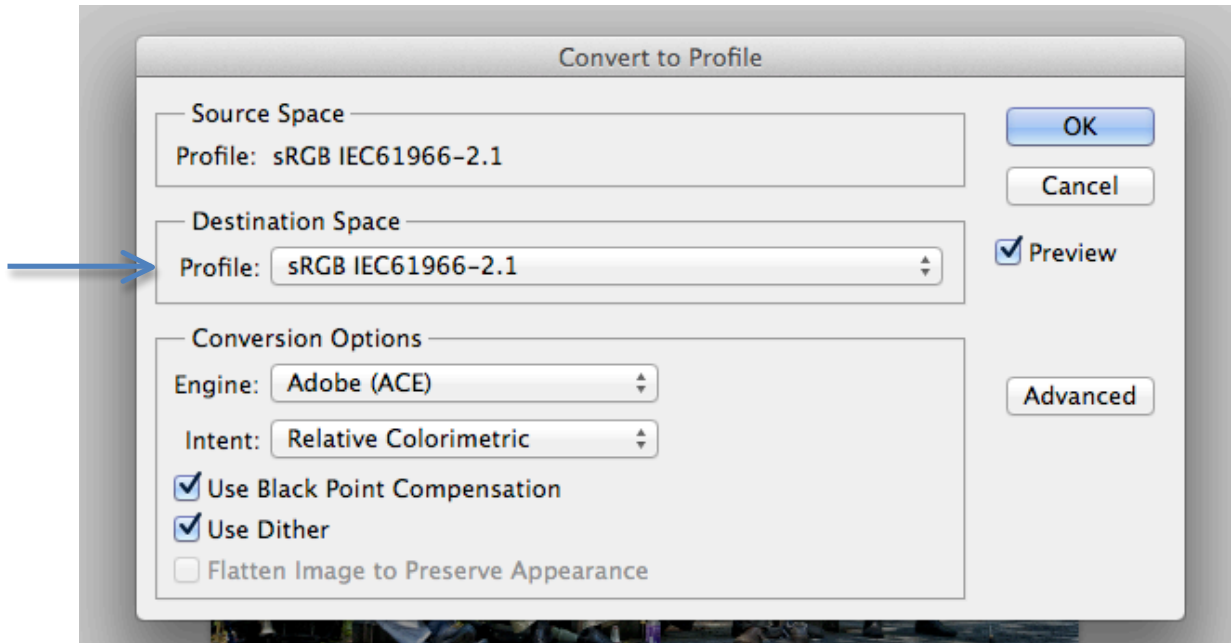 Convert to Profile
Source Space
Profile: sRGB IEC61966-2.1
OK
Cancel
Destination Space
Profile: sRGB IEC61966-2.1
Preview
Conversion Options
Engine: Adobe (ACE)
Advanced
Intent: Relative Colorimetric
Use Black Point Compensation
Use Dither
Flatten Image to Preserve Appearance